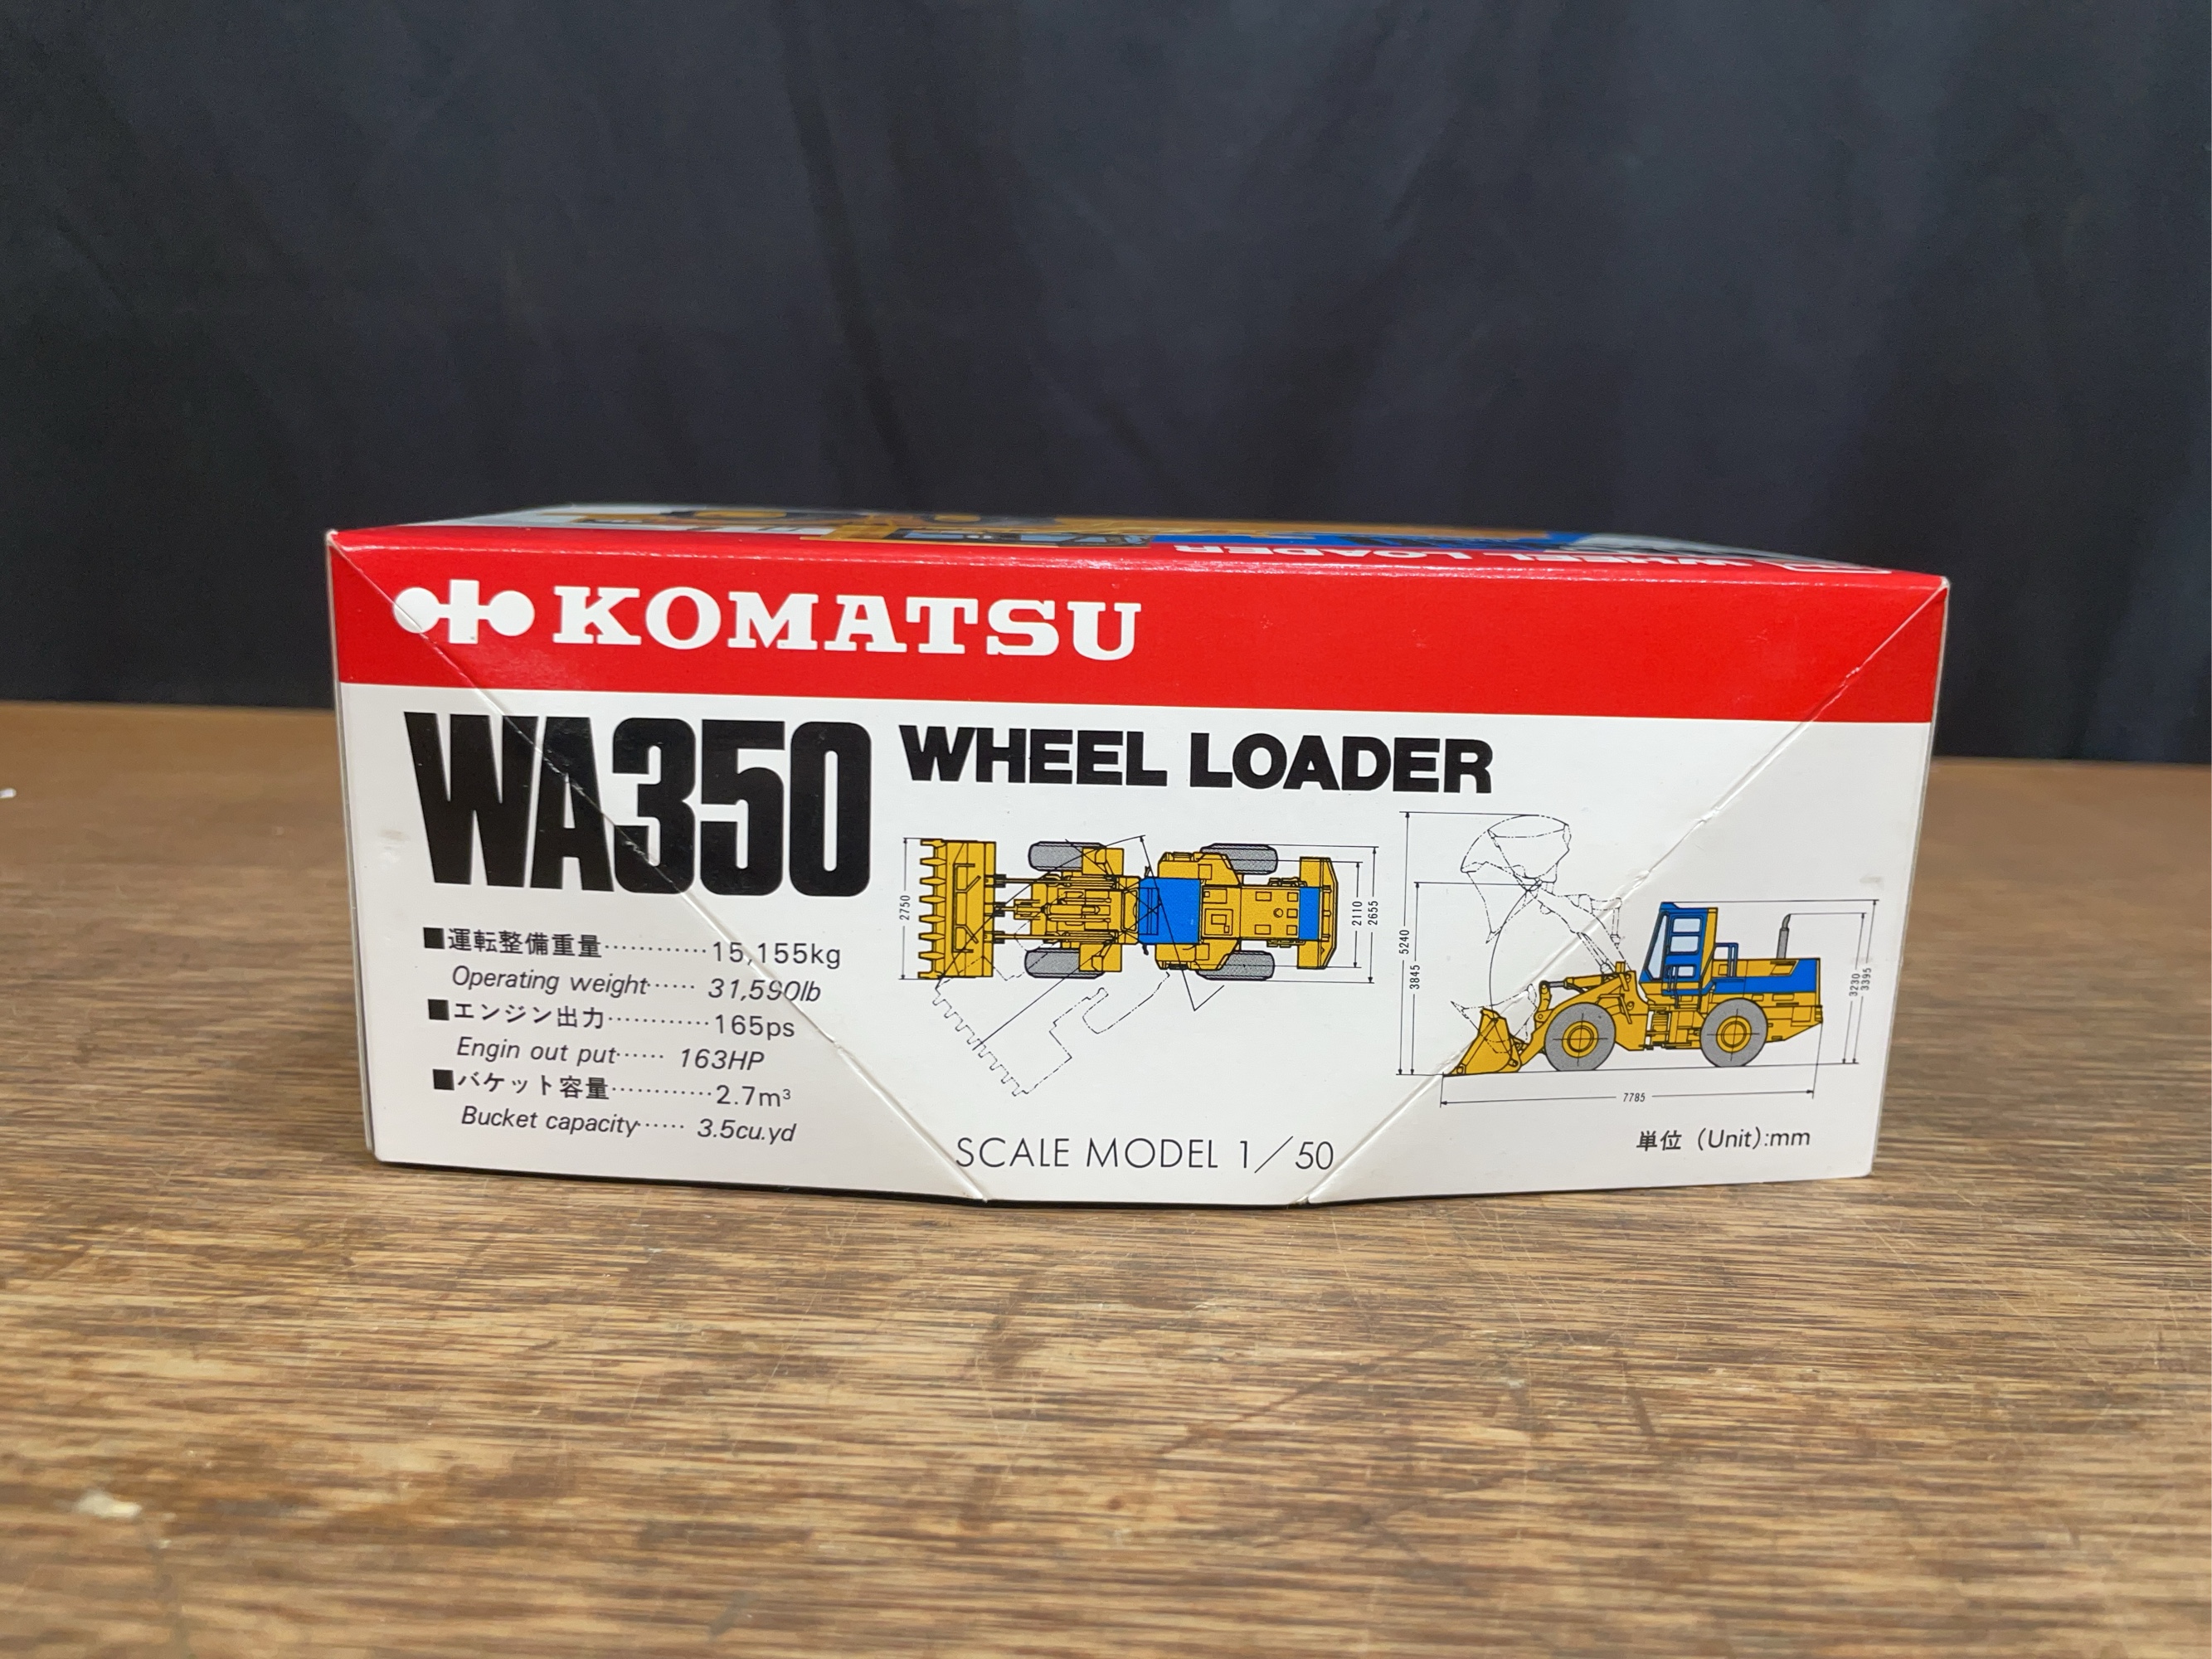 WHEEL LOADER
KOMATSU
WA350 WHEEL LOADER
■運転整備重量…………15,155kg
Operating weight…… 31,590lb
■エンジン出力…………165ps
Engin out put…… 163HP
■バケット容量…………2.7m³
Bucket capacity…… 3.5cu.yd
2750
2110
2655
5240
3845
3230
3395
7785
単位 (Unit):mm
SCALE MODEL 1/50